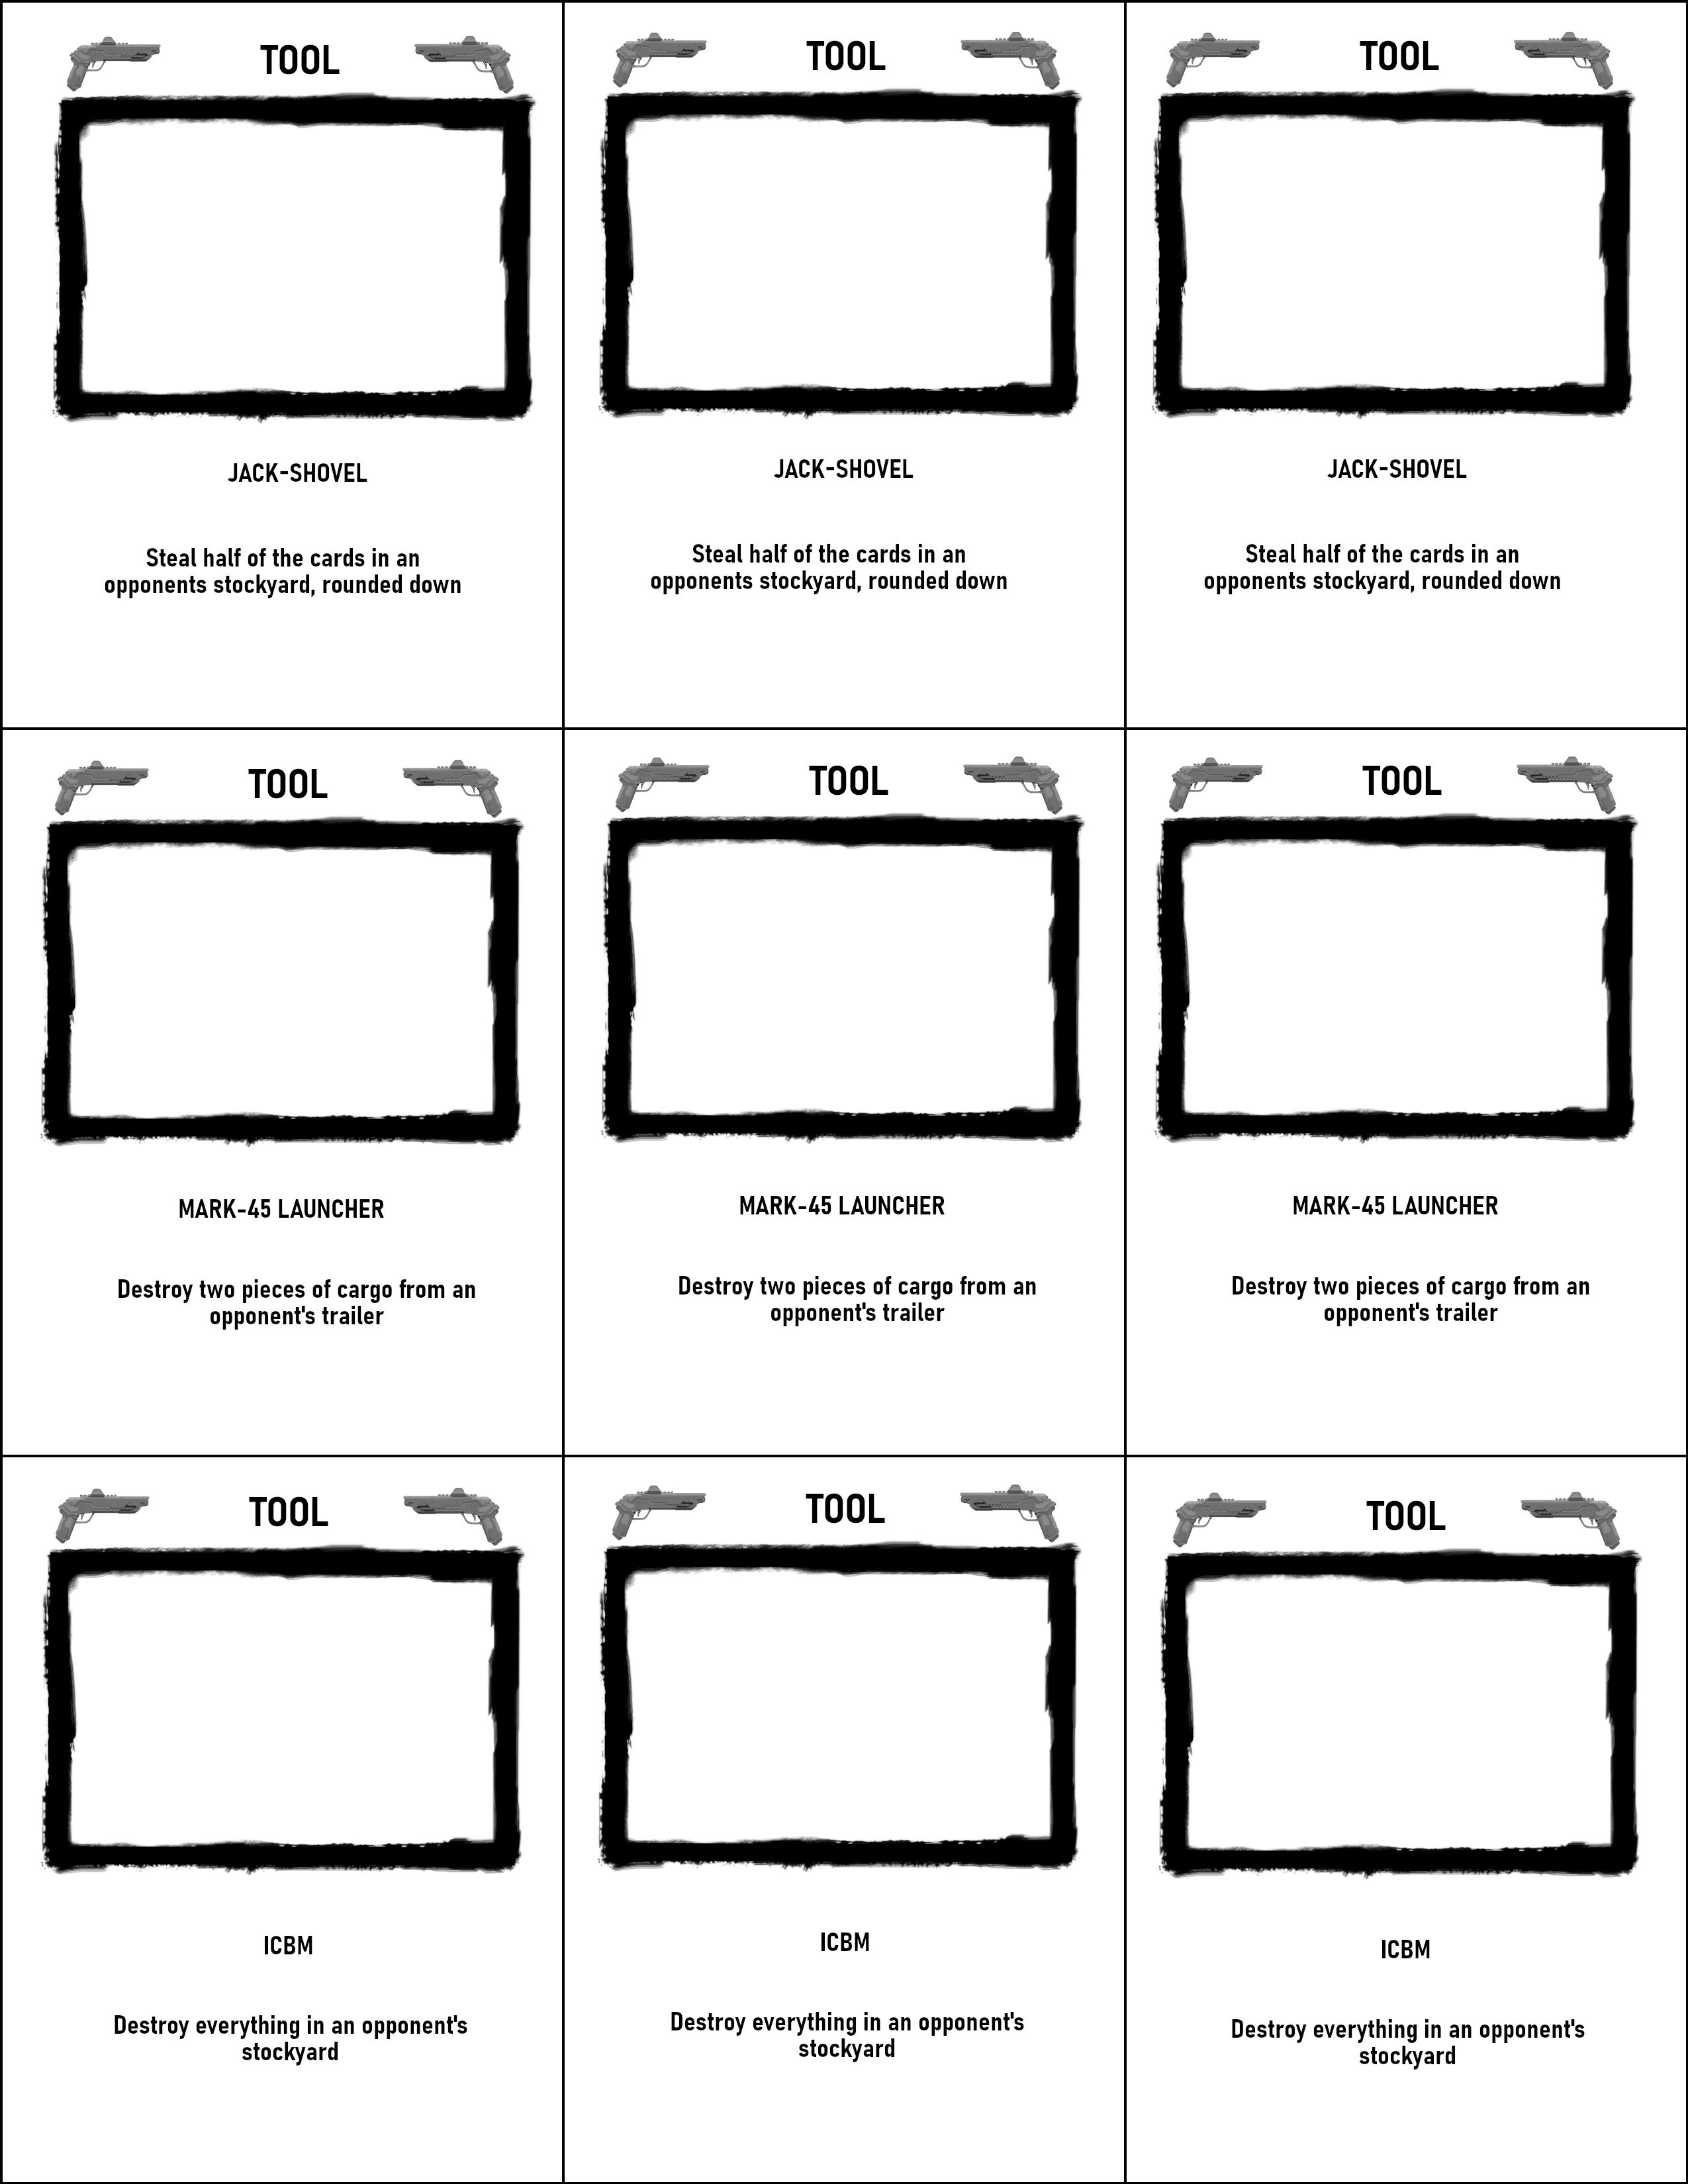 TOOL
JACK-SHOVEL
Steal half of the cards in an
opponents stockyard, rounded down
TOOL
JACK-SHOVEL
Steal half of the cards in an
opponents stockyard, rounded down
TOOL
JACK-SHOVEL
Steal half of the cards in an
opponents stockyard, rounded down
TOOL
MARK-45 LAUNCHER
Destroy two pieces of cargo from an
opponent's trailer
TOOL
MARK-45 LAUNCHER
Destroy two pieces of cargo from an
opponent's trailer
TOOL
MARK-45 LAUNCHER
Destroy two pieces of cargo from an
opponent's trailer
TOOL
ICBM
Destroy everything in an opponent's
stockyard
TOOL
ICBM
Destroy everything in an opponent's
stockyard
TOOL
ICBM
Destroy everything in an opponent's
stockyard